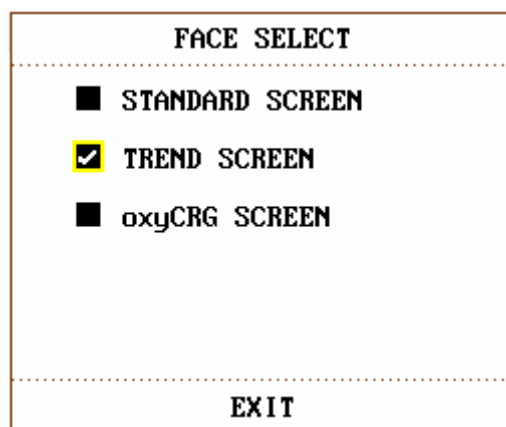 FACE SELECT
STANDARD SCREEN
TREND SCREEN
oxyCRG SCREEN
EXIT